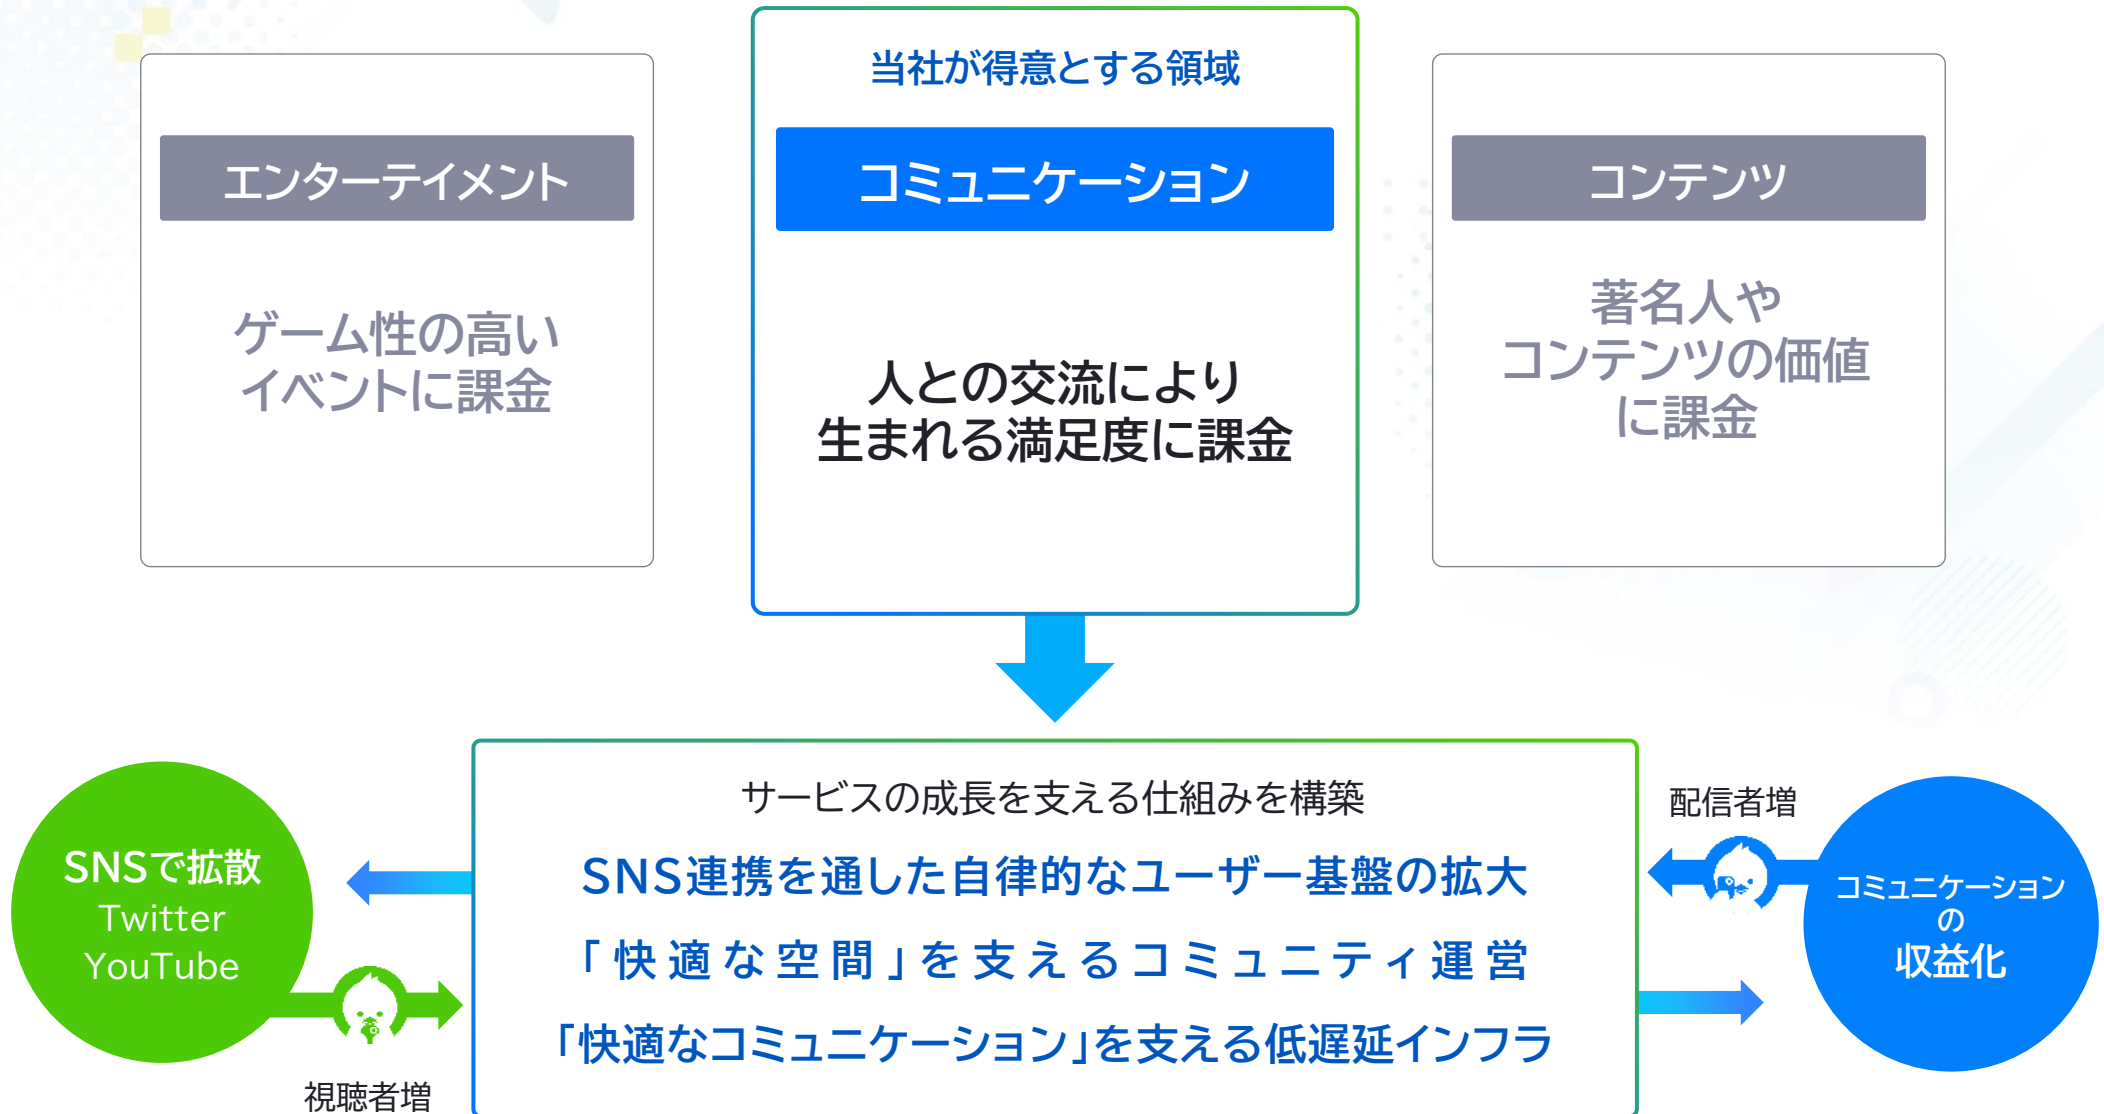 当社が得意とする領域
エンターテイメント
ゲーム性の高い
イベントに課金
コミュニケーション
人との交流により
生まれる満足度に課金
コンテンツ
著名人や
コンテンツの価値
に課金
SNSで拡散
Twitter
YouTube
視聴者増
サービスの成長を支える仕組みを構築
SNS連携を通した自律的なユーザー基盤の拡大
「快適な空間」を支えるコミュニティ運営
「快適なコミュニケーション」を支える低遅延インフラ
配信者増
コミュニケーション
の
収益化